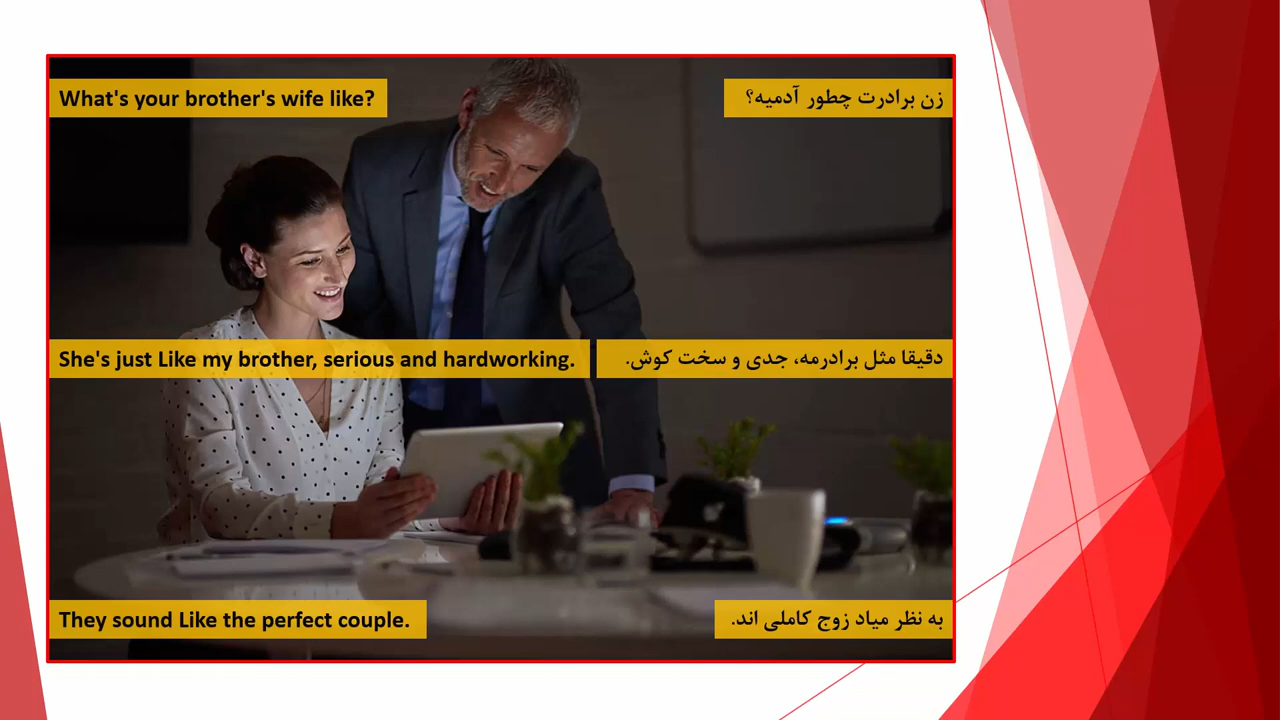 What's your brother's wife like?
زن برادرت چطور آدمیه؟
She's just Like my brother, serious and hardworking.
دقیقا مثل برادرمه، جدی و سخت کوش.
They sound Like the perfect couple.
به نظر میاد زوج کاملی اند.